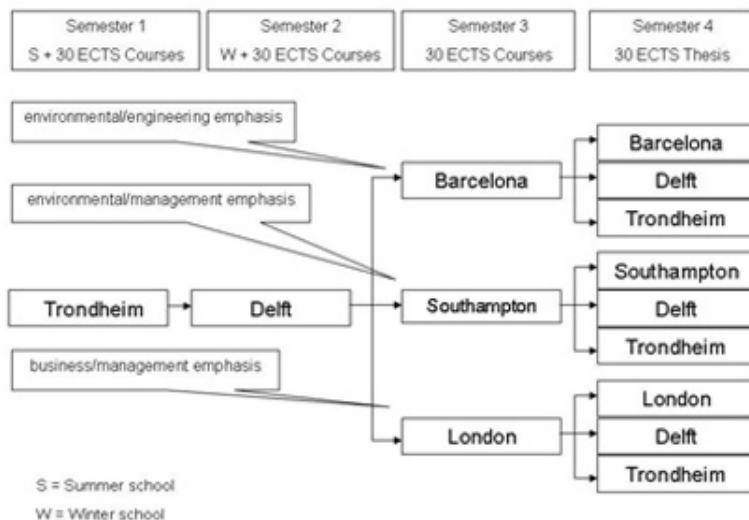 Semester 1
S + 30 ECTS Courses
Semester 2
W + 30 ECTS Courses
Semester 3
30 ECTS Courses
Semester 4
30 ECTS Thesis
environmental/engineering emphasis
environmental/management emphasis
business/management emphasis
Trondheim
Delft
Barcelona
Southampton
London
Barcelona
Delft
Trondheim
Southampton
Delft
Trondheim
London
Delft
Trondheim
S = Summer school
W = Winter school